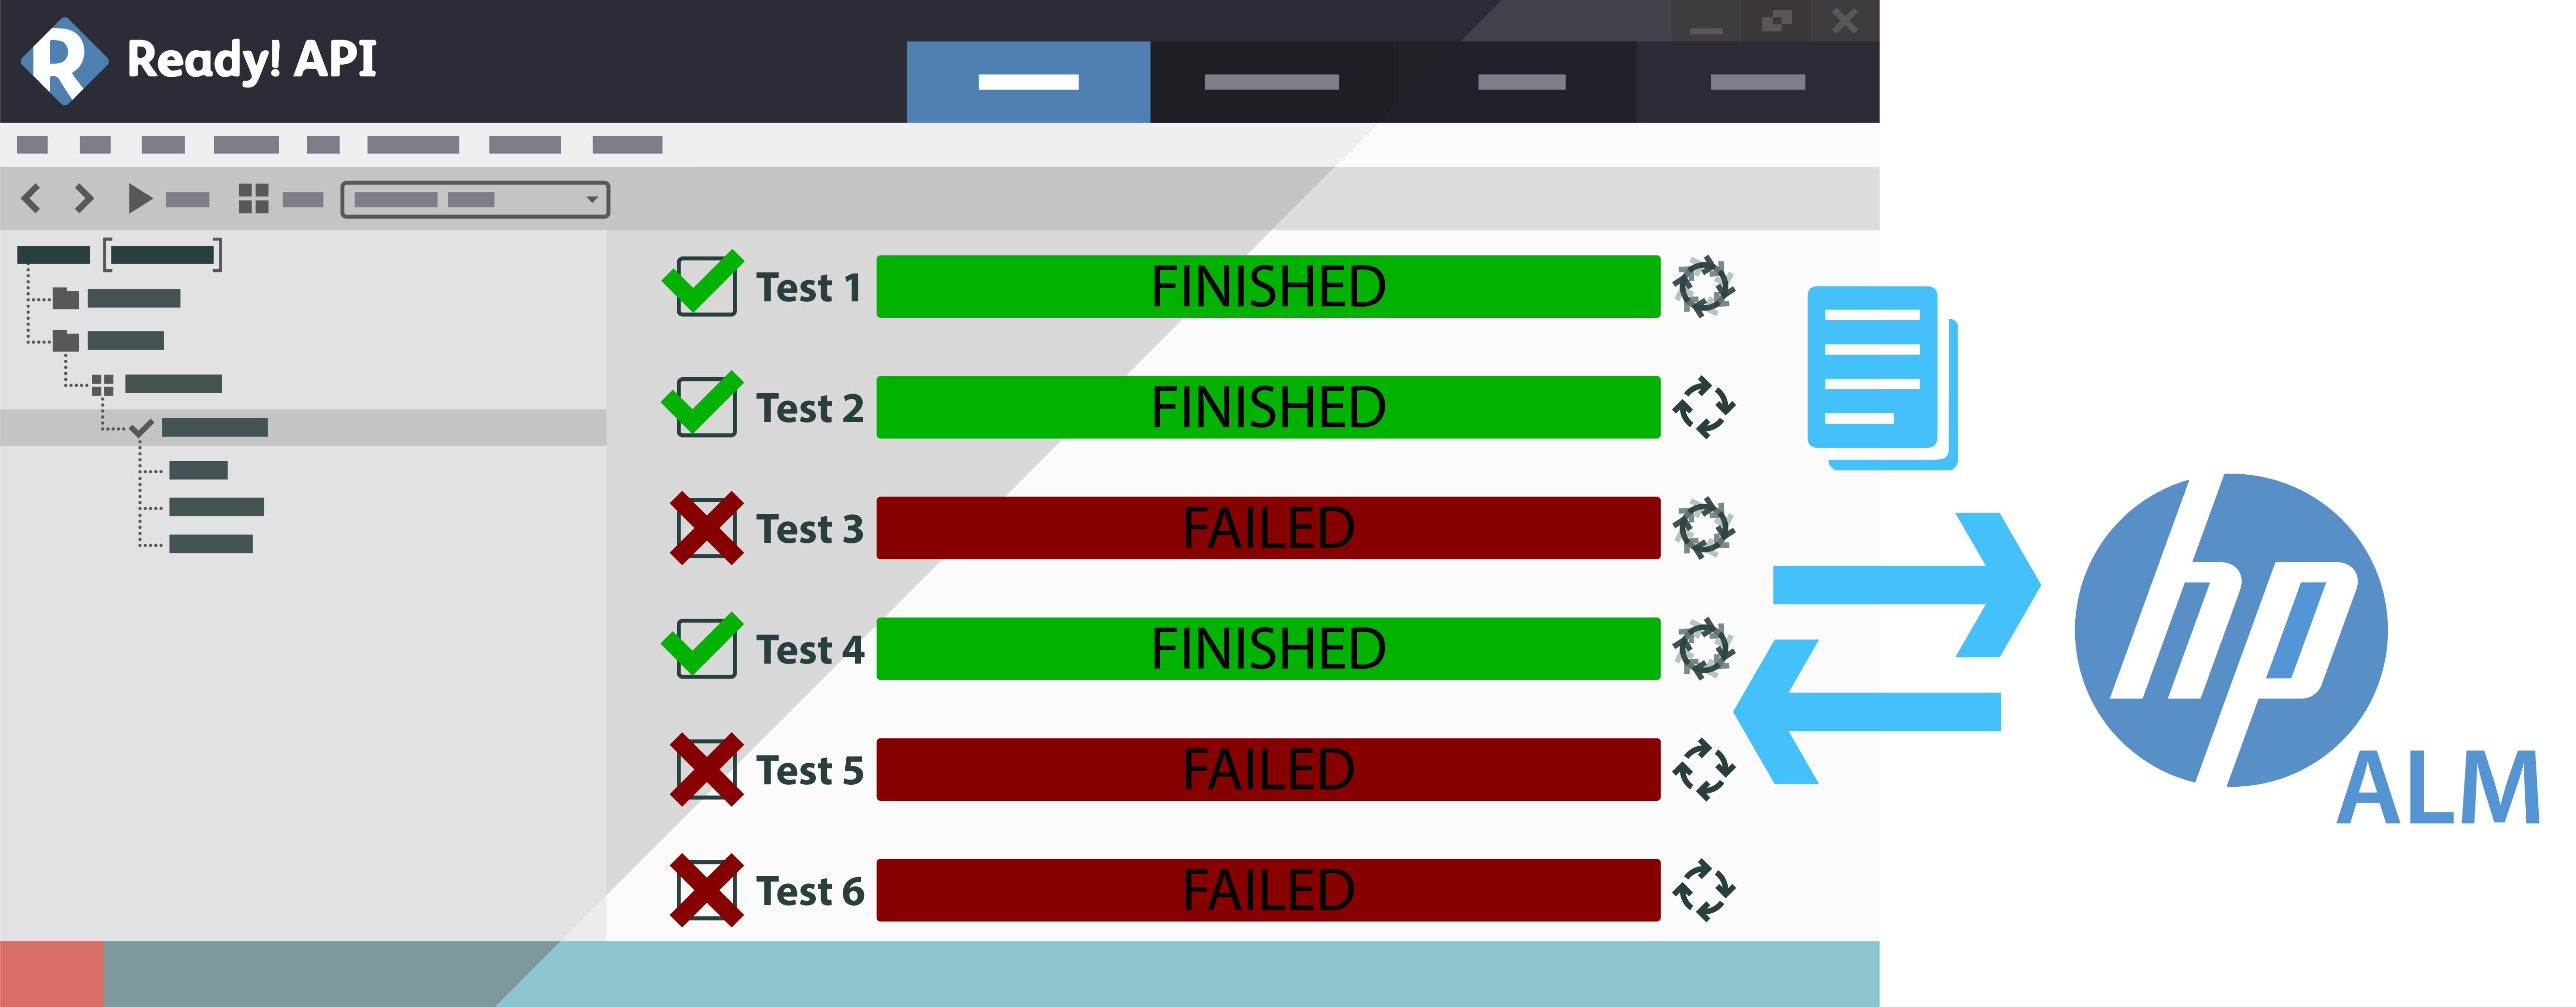 Ready! API
Test 1 FINISHED
Test 2 FINISHED
Test 3 FAILED
Test 4 FINISHED
Test 5 FAILED
Test 6 FAILED
hp
ALM